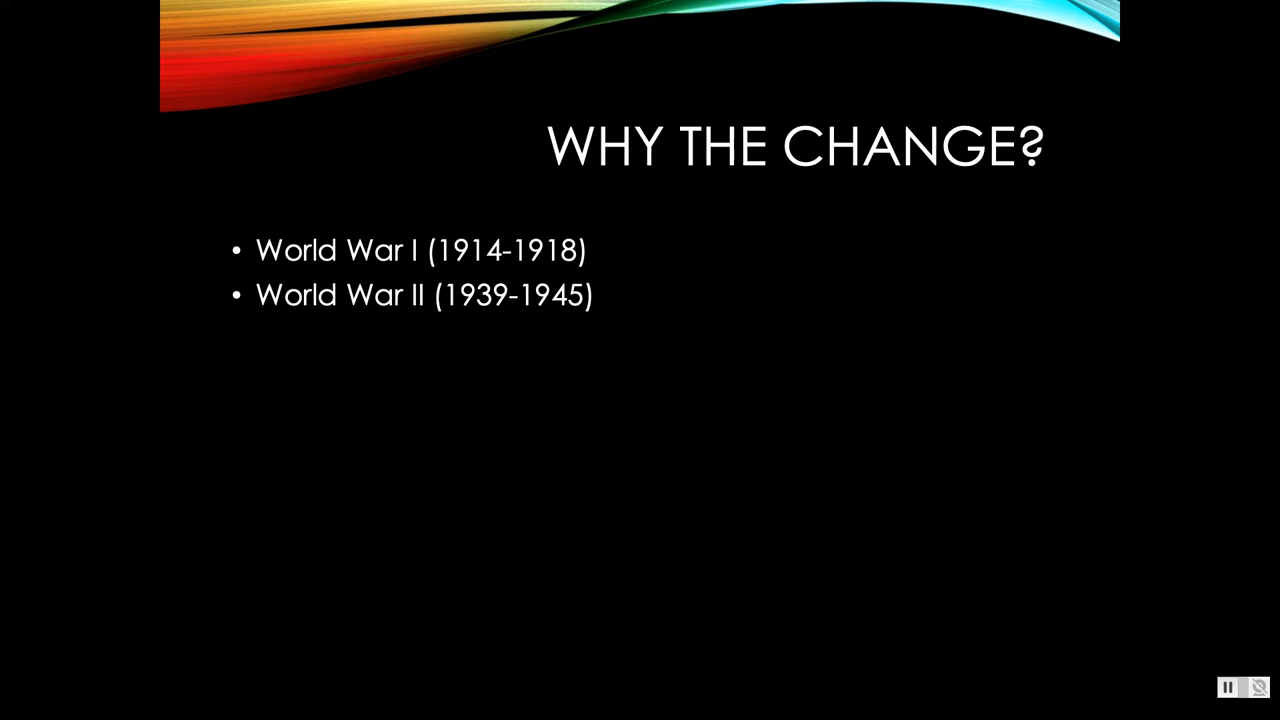 WHY THE CHANGE?
• World War I (1914-1918)
• World War II (1939-1945)